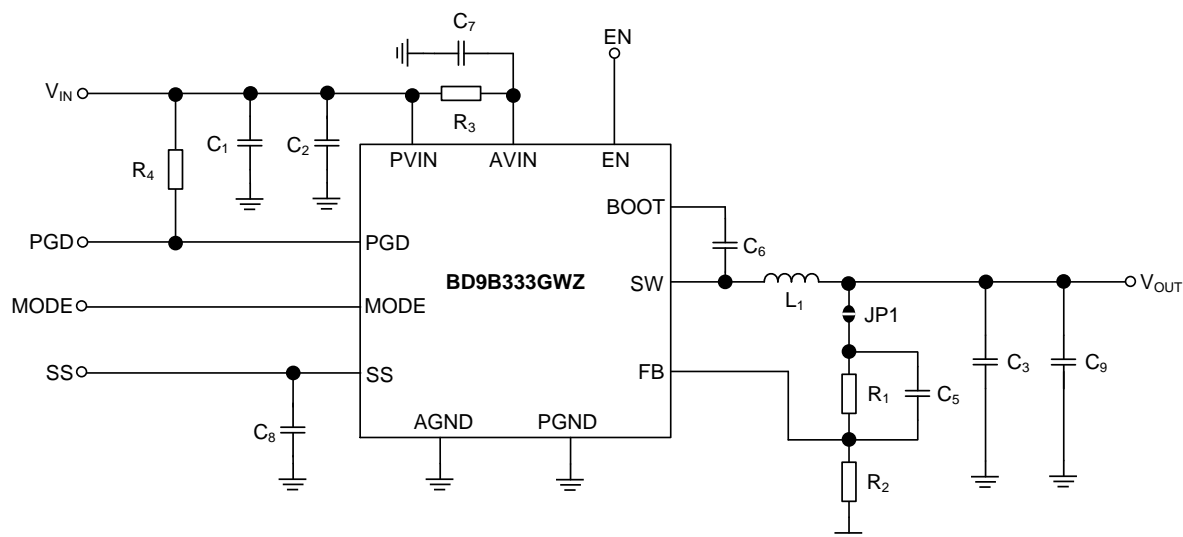 C7
EN
VIN
R3
C1
C2
PVIN
AVIN
EN
R4
BOOT
PGD
PGD
C6
BD9B333GWZ
SW
L1
VOUT
MODE
MODE
JP1
SS
SS
FB
R1
C5
C3
C9
C8
AGND
PGND
R2